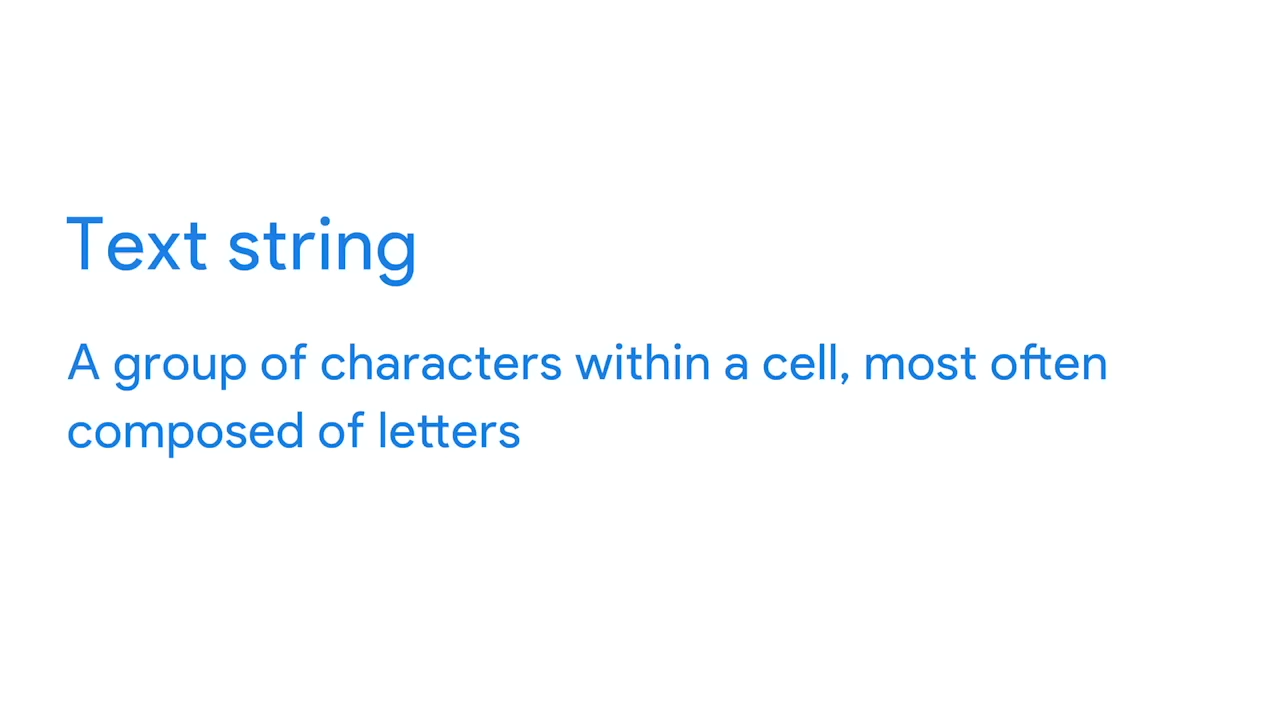 Text string
A group of characters within a cell, most often
composed of letters